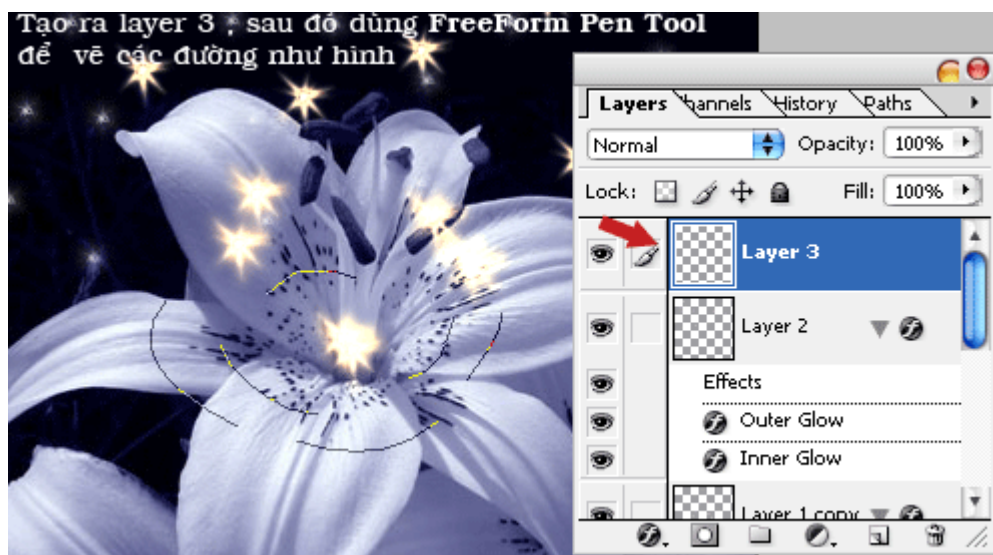 Tạo ra layer 3 , sau đó dùng FreeForm Pen Tool
để vẽ các đường như hình
Layers hannels History Paths
Normal Opacity: 100%
Lock: Fill: 100%
Layer 3
Layer 2
Effects
Outer Glow
Inner Glow
Layer 1 copy